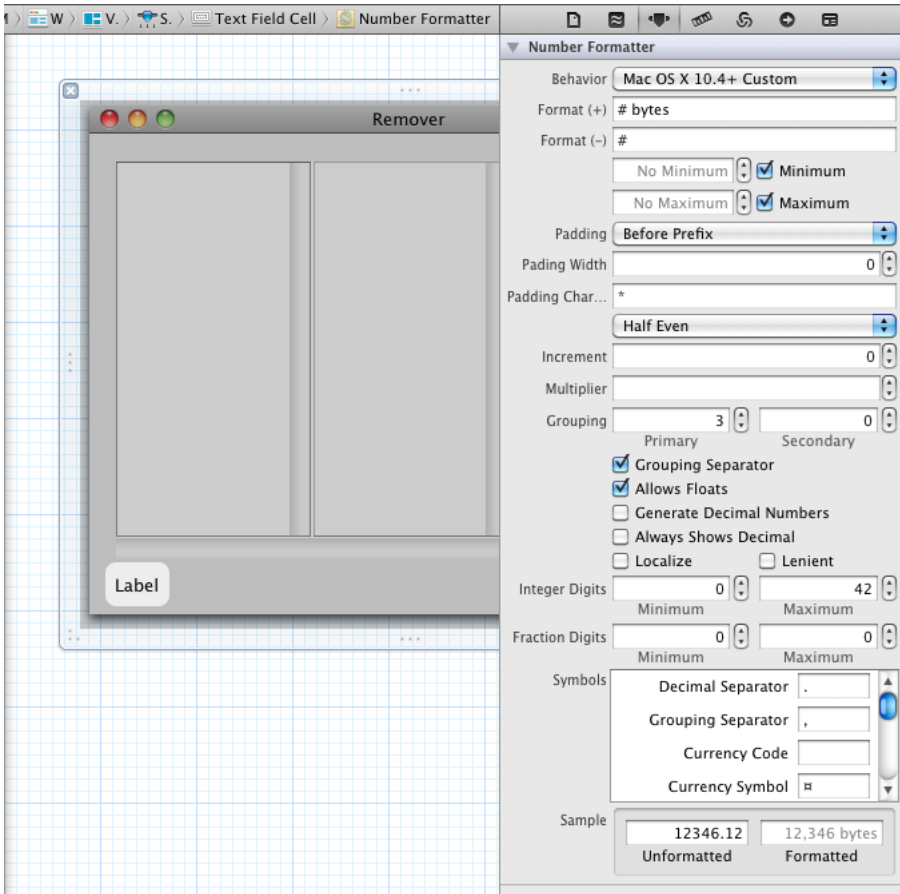 W V. S. Text Field Cell Number Formatter
Remover
Label
Number Formatter
Behavior Mac OS X 10.4+ Custom
Format (+) # bytes
Format (−) #
No Minimum Minimum
No Maximum Maximum
Padding Before Prefix
Pading Width 0
Padding Char... *
Half Even
Increment 0
Multiplier
Grouping 3 0
Primary Secondary
Grouping Separator
Allows Floats
Generate Decimal Numbers
Always Shows Decimal
Localize Lenient
Integer Digits 0 42
Minimum Maximum
Fraction Digits 0 0
Minimum Maximum
Symbols Decimal Separator .
Grouping Separator ,
Currency Code
Currency Symbol ¤
Sample 12346.12 12,346 bytes
Unformatted Formatted